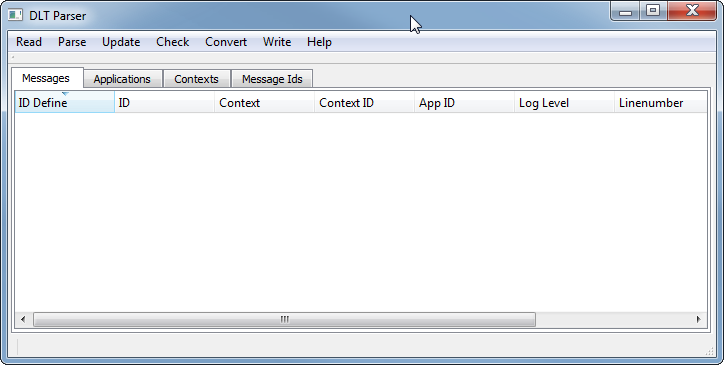 DLT Parser
Read Parse Update Check Convert Write Help
Messages Applications Contexts Message Ids
ID Define ID Context Context ID App ID Log Level Linenumber